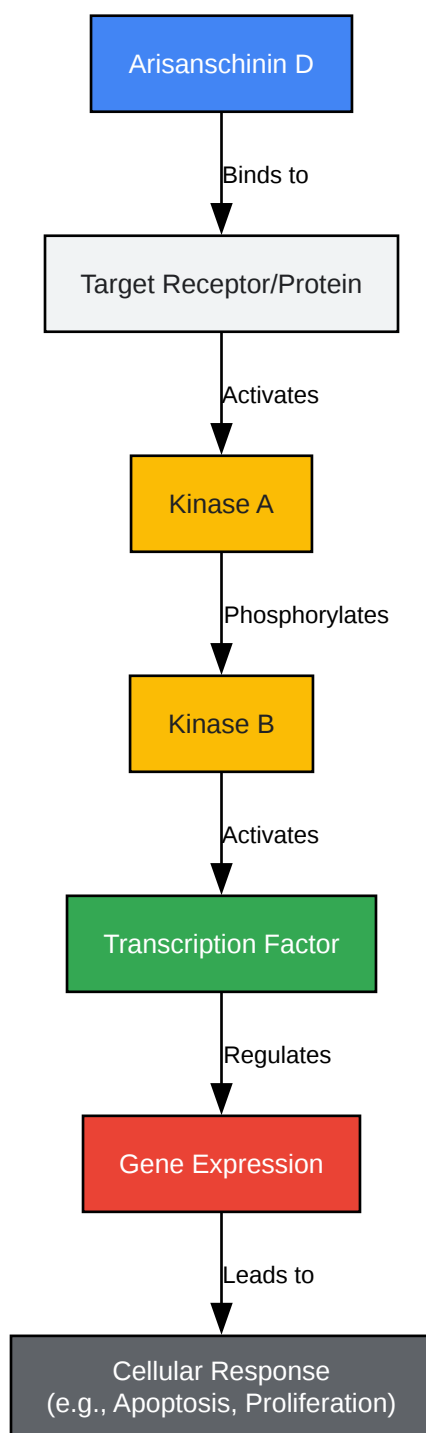 Arisanschinin D
Binds to
Target Receptor/Protein
Activates
Kinase A
Phosphorylates
Kinase B
Activates
Transcription Factor
Regulates
Gene Expression
Leads to
Cellular Response
(e.g., Apoptosis, Proliferation)